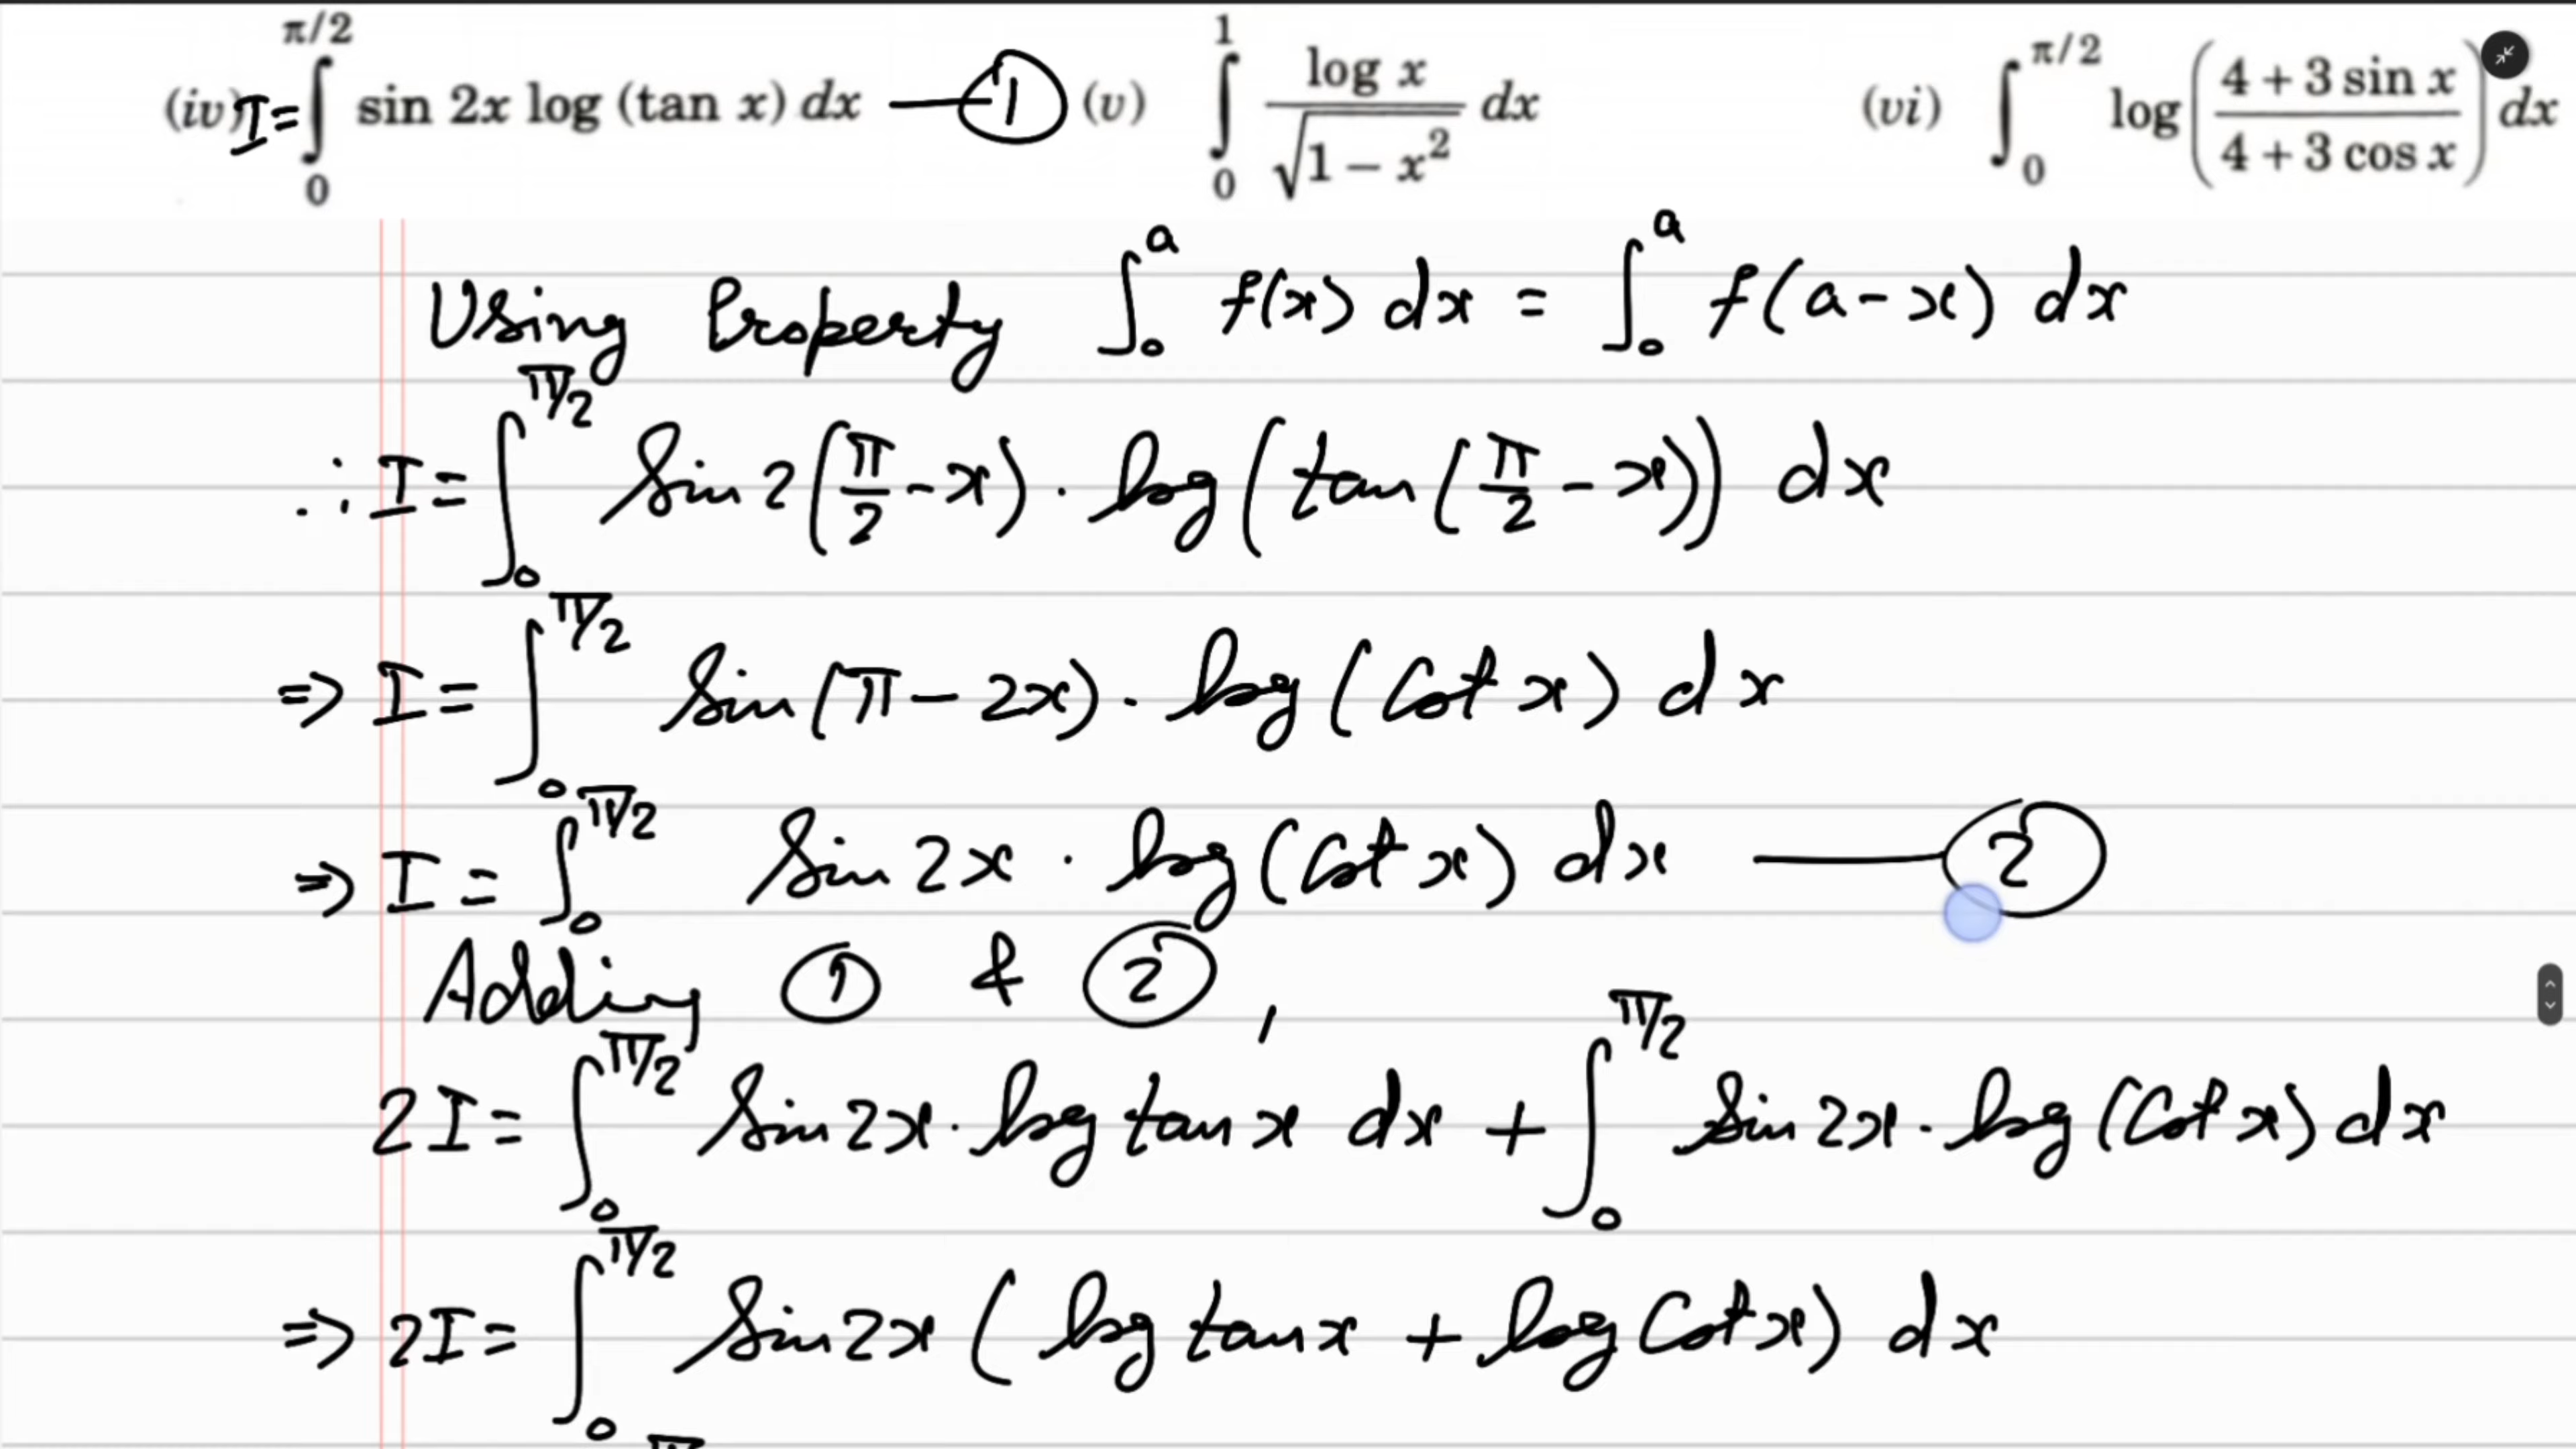 (iv) I = ∫₀^{π/2} sin 2x log (tan x) dx —① (v) ∫₀^1 log x / √(1 − x²) dx (vi) ∫₀^{π/2} log((4 + 3 sin x)/(4 + 3 cos x)) dx
Using Property ∫₀^a f(x) dx = ∫₀^a f(a-x) dx
∴ I = ∫₀^{π/2} Sin 2(π/2 - x) · log(tan(π/2 - x)) dx
⇒ I = ∫₀^{π/2} Sin(π - 2x) · log(Cot x) dx
⇒ I = ∫₀^{π/2} Sin 2x · log(Cot x) dx —②
Adding ① & ②,
2I = ∫₀^{π/2} Sin 2x · log tan x dx + ∫₀^{π/2} Sin 2x · log(Cot x) dx
⇒ 2I = ∫₀^{π/2} Sin 2x (log tan x + log Cot x) dx